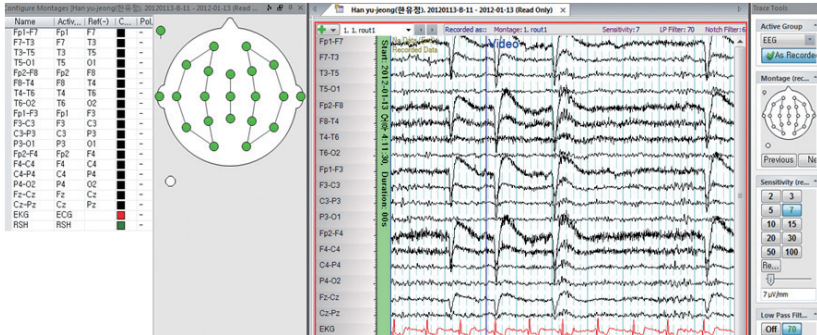 Configure Montages [Han yu-jeong(한유정), 20120113-B-11 - 2012-01-13 (Read ...
Name Activ... Ref(-) C... Pol.
Fp1-F7 Fp1 F7 -
F7-T3 F7 T3 -
T3-T5 T3 T5 -
T5-O1 T5 O1 -
Fp2-F8 Fp2 F8 -
F8-T4 F8 T4 -
T4-T6 T4 T6 -
T6-O2 T6 O2 -
Fp1-F3 Fp1 F3 -
F3-C3 F3 C3 -
C3-P3 C3 P3 -
P3-O1 P3 O1 -
Fp2-F4 Fp2 F4 -
F4-C4 F4 C4 -
C4-P4 C4 P4 -
P4-O2 P4 O2 -
Fz-Cz Fz Cz -
Cz-Pz Cz Pz -
EKG ECG -
RSH RSH -
Han yu-jeong(한유정), 20120113-B-11 - 2012-01-13 (Read Only) x
1. 1. rout1 Recorded as:: Montage: 1. rout1 Sensitivity: 7 LP Filter: 70 Notch Filter: 6
Video
Recorded Data
Start: 2012-01-13 오후 4:11:30, Duration: 00s
Fp1-F7
F7-T3
T3-T5
T5-O1
Fp2-F8
F8-T4
T4-T6
T6-O2
Fp1-F3
F3-C3
C3-P3
P3-O1
Fp2-F4
F4-C4
C4-P4
P4-O2
Fz-Cz
Cz-Pz
EKG
Trace Tools
Active Group
EEG
As Recorded
Montage (rec...
Previous Ne
Sensitivity (re...
2 3
5 7
10 15
20 30
50 100
Re...
7 µV/mm
Low Pass Filt...
Off 70